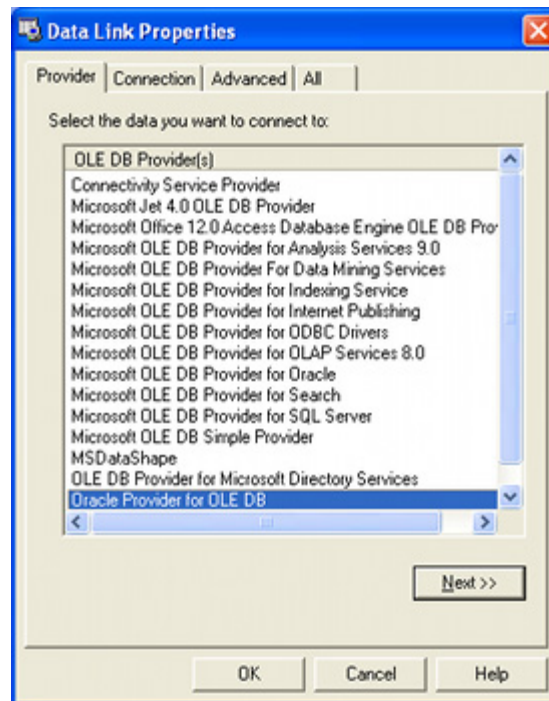 Data Link Properties
Provider Connection Advanced All
Select the data you want to connect to:
OLE DB Provider(s)
Connectivity Service Provider
Microsoft Jet 4.0 OLE DB Provider
Microsoft Office 12.0 Access Database Engine OLE DB Pro
Microsoft OLE DB Provider for Analysis Services 9.0
Microsoft OLE DB Provider For Data Mining Services
Microsoft OLE DB Provider for Indexing Service
Microsoft OLE DB Provider for Internet Publishing
Microsoft OLE DB Provider for ODBC Drivers
Microsoft OLE DB Provider for OLAP Services 8.0
Microsoft OLE DB Provider for Oracle
Microsoft OLE DB Provider for Search
Microsoft OLE DB Provider for SQL Server
Microsoft OLE DB Simple Provider
MSDataShape
OLE DB Provider for Microsoft Directory Services
Oracle Provider for OLE DB
Next >>
OK Cancel Help